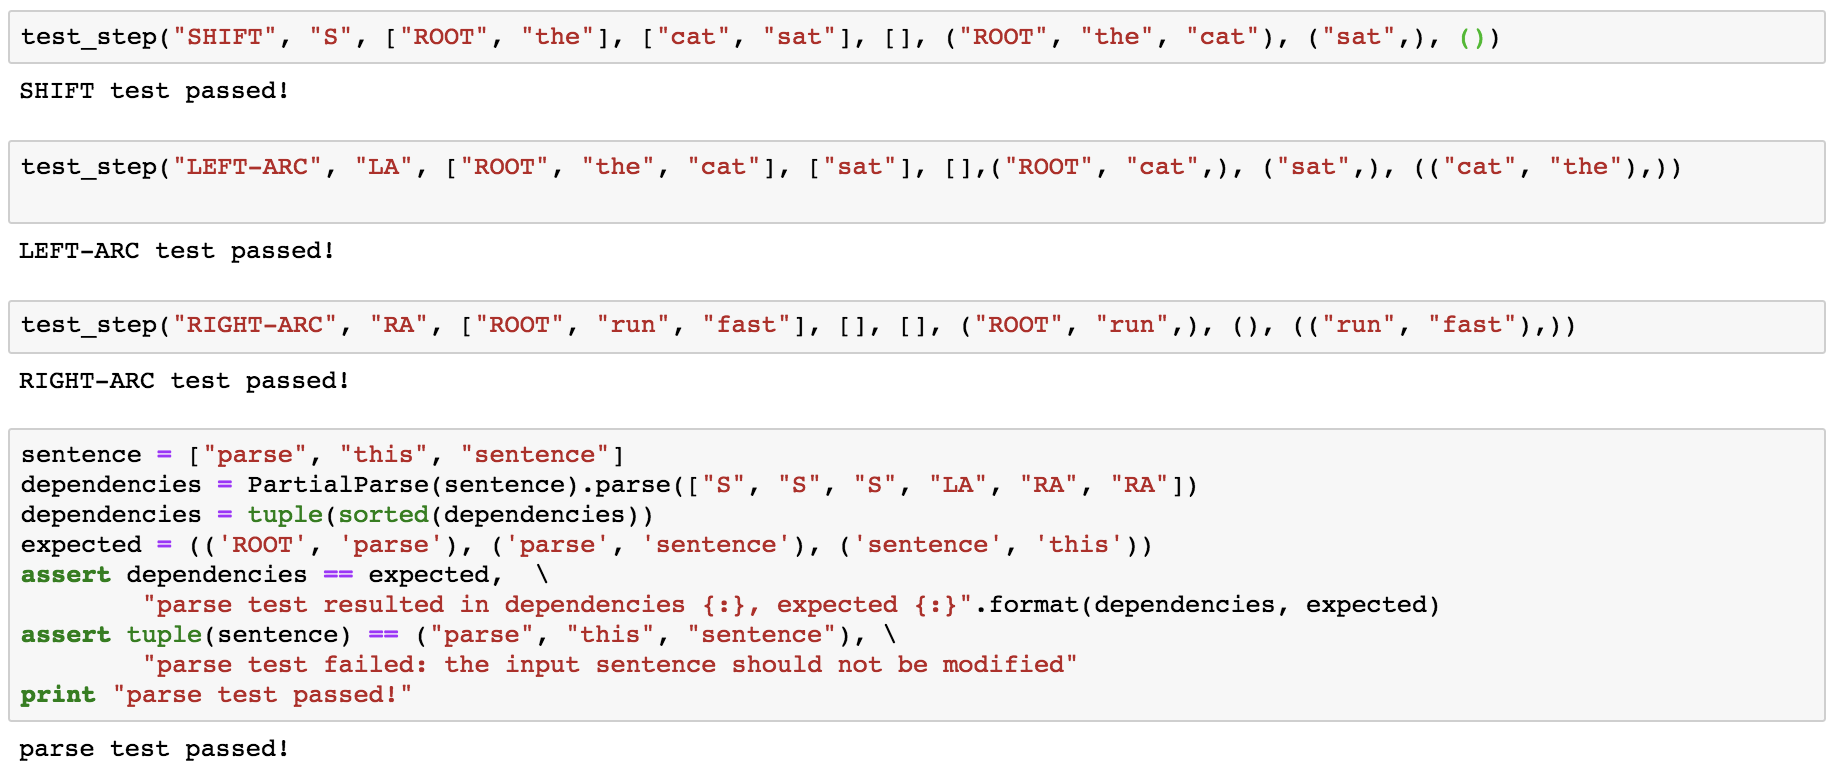 test_step("SHIFT", "S", ["ROOT", "the"], ["cat", "sat"], [], ("ROOT", "the", "cat"), ("sat",), ())
SHIFT test passed!
test_step("LEFT-ARC", "LA", ["ROOT", "the", "cat"], ["sat"], [],("ROOT", "cat",), ("sat",), (("cat", "the"),))
LEFT-ARC test passed!
test_step("RIGHT-ARC", "RA", ["ROOT", "run", "fast"], [], [], ("ROOT", "run",), (), (("run", "fast"),))
RIGHT-ARC test passed!
sentence = ["parse", "this", "sentence"]
dependencies = PartialParse(sentence).parse(["S", "S", "S", "LA", "RA", "RA"])
dependencies = tuple(sorted(dependencies))
expected = (('ROOT', 'parse'), ('parse', 'sentence'), ('sentence', 'this'))
assert dependencies == expected,  \
        "parse test resulted in dependencies {:}, expected {:}".format(dependencies, expected)
assert tuple(sentence) == ("parse", "this", "sentence"), \
        "parse test failed: the input sentence should not be modified"
print "parse test passed!"
parse test passed!